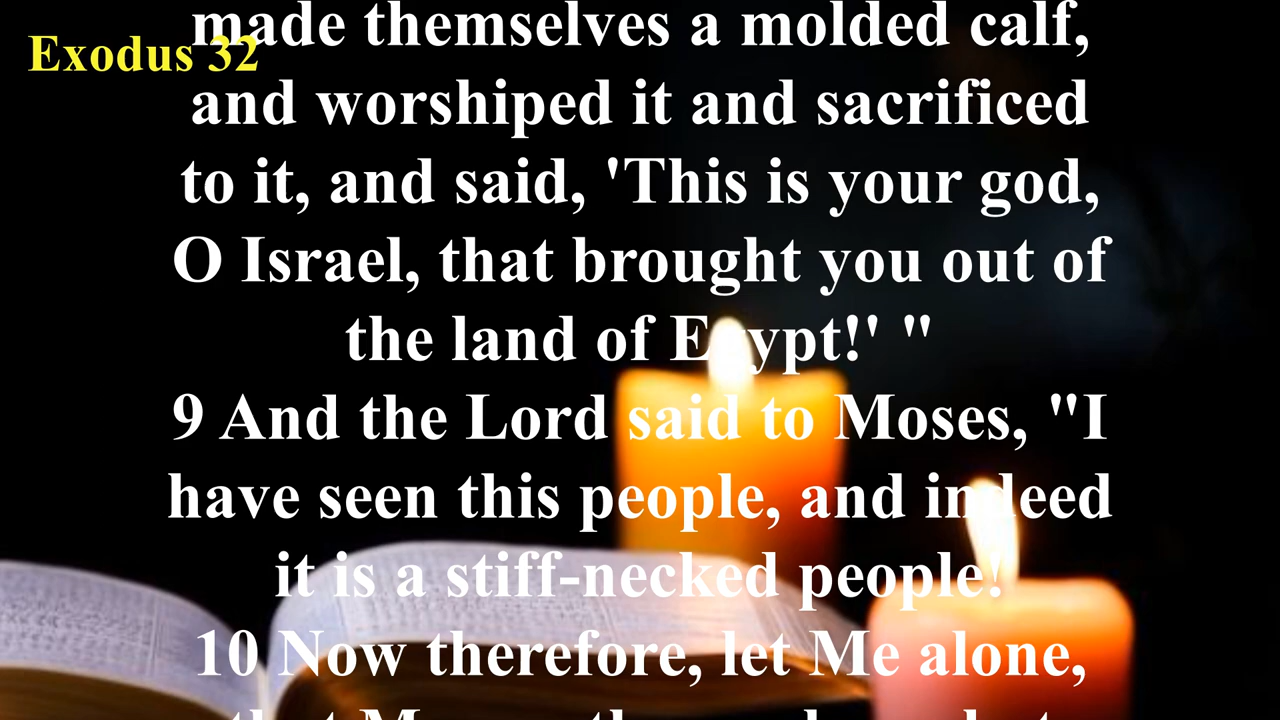 Exodus 32
made themselves a molded calf,
and worshiped it and sacrificed
to it, and said, 'This is your god,
O Israel, that brought you out of
the land of Egypt!' "
9 And the Lord said to Moses, "I
have seen this people, and indeed
it is a stiff-necked people!
10 Now therefore, let Me alone,